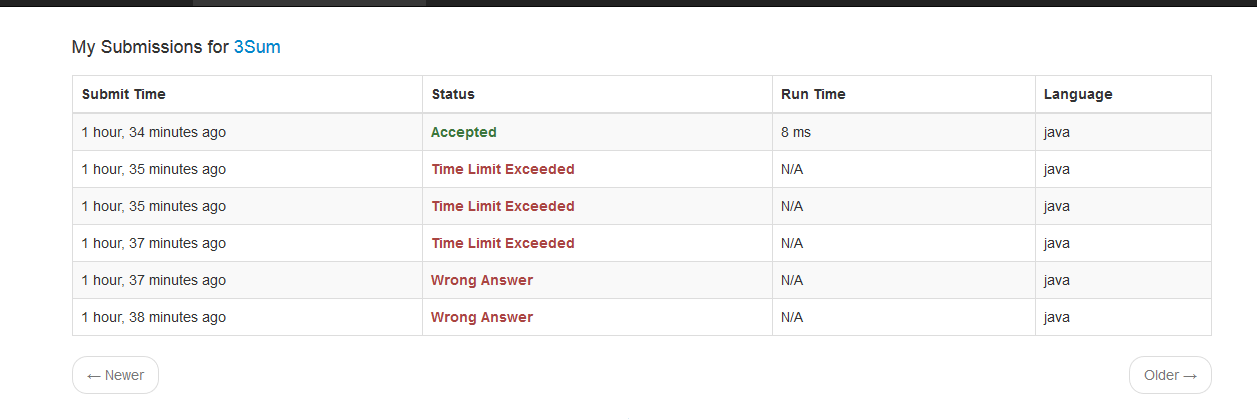 My Submissions for 3Sum
Submit Time Status Run Time Language
1 hour, 34 minutes ago Accepted 8 ms java
1 hour, 35 minutes ago Time Limit Exceeded N/A java
1 hour, 35 minutes ago Time Limit Exceeded N/A java
1 hour, 37 minutes ago Time Limit Exceeded N/A java
1 hour, 37 minutes ago Wrong Answer N/A java
1 hour, 38 minutes ago Wrong Answer N/A java
← Newer Older →